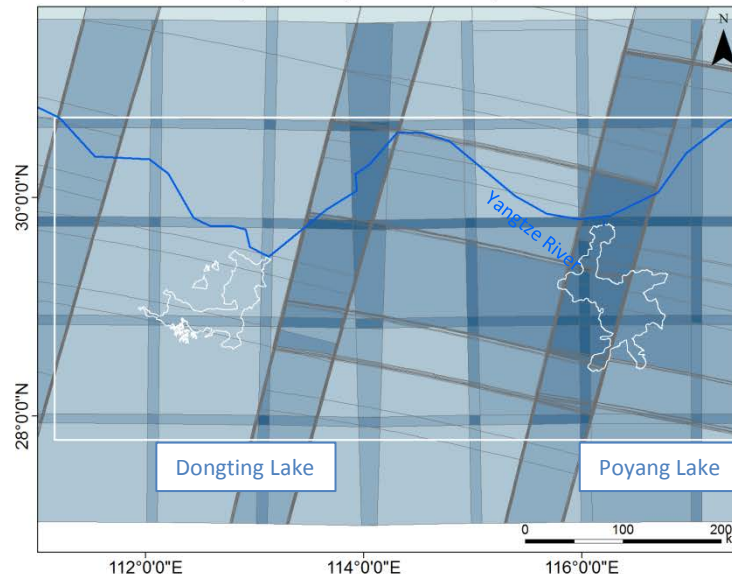 N
30°0'0"N
Yangtze River
28°0'0"N
Dongting Lake
Poyang Lake
0 100 200
k
112°0'0"E
114°0'0"E
116°0'0"E